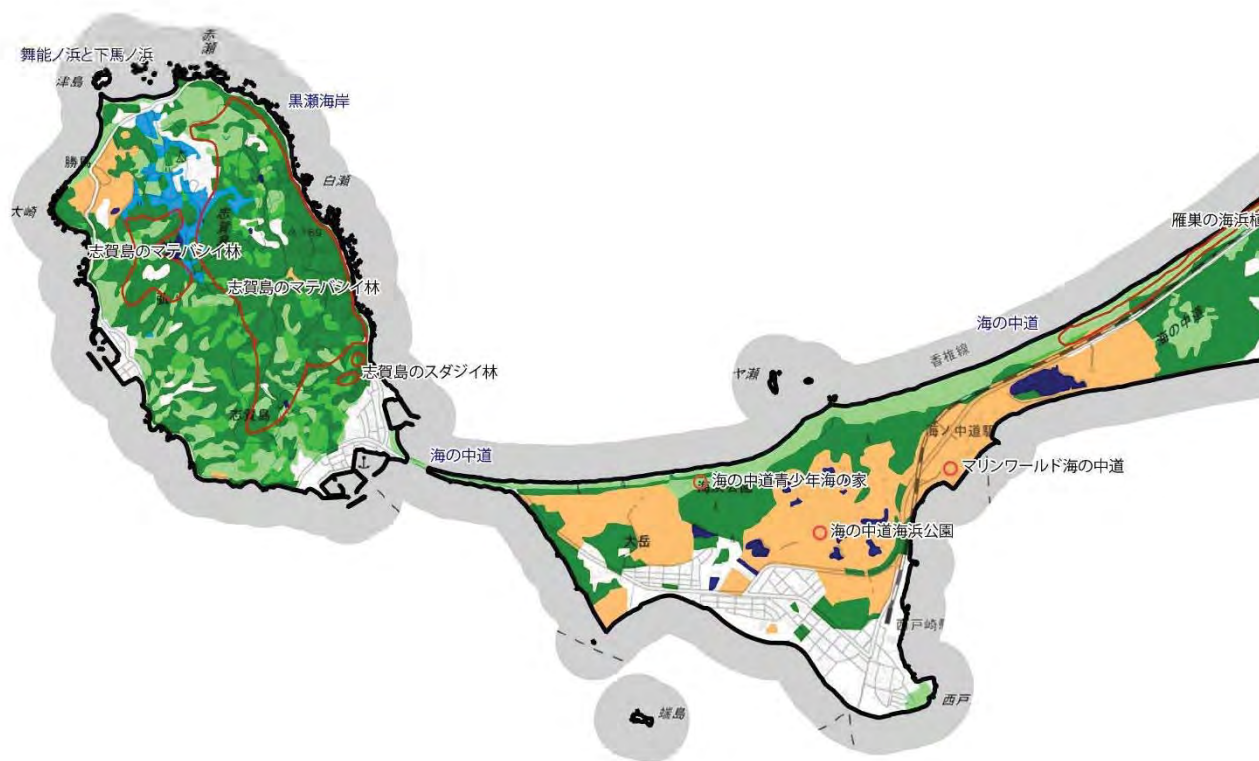 赤瀬
舞能ノ浜と下馬ノ浜
津島
黒瀬海岸
勝馬
白瀬
大崎
志賀島
志賀島のマテバシイ林
志賀島のマテバシイ林
志賀島のスダジイ林
志賀島
雁巣の海浜植
海の中道
香椎線
海の中道
ヤ瀬
海ノ中道駅
海の中道
マリンワールド海の中道
海の中道青少年海の家
海の中道海浜公園
大岳
西戸崎
西戸
端島